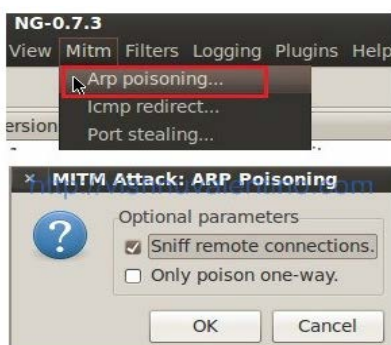 NG-0.7.3
View Mitm Filters Logging Plugins Help
Arp poisoning...
Icmp redirect...
ersion
Port stealing...
× MITM Attack: ARP Poisoning
Optional parameters
Sniff remote connections.
Only poison one-way.
OK Cancel